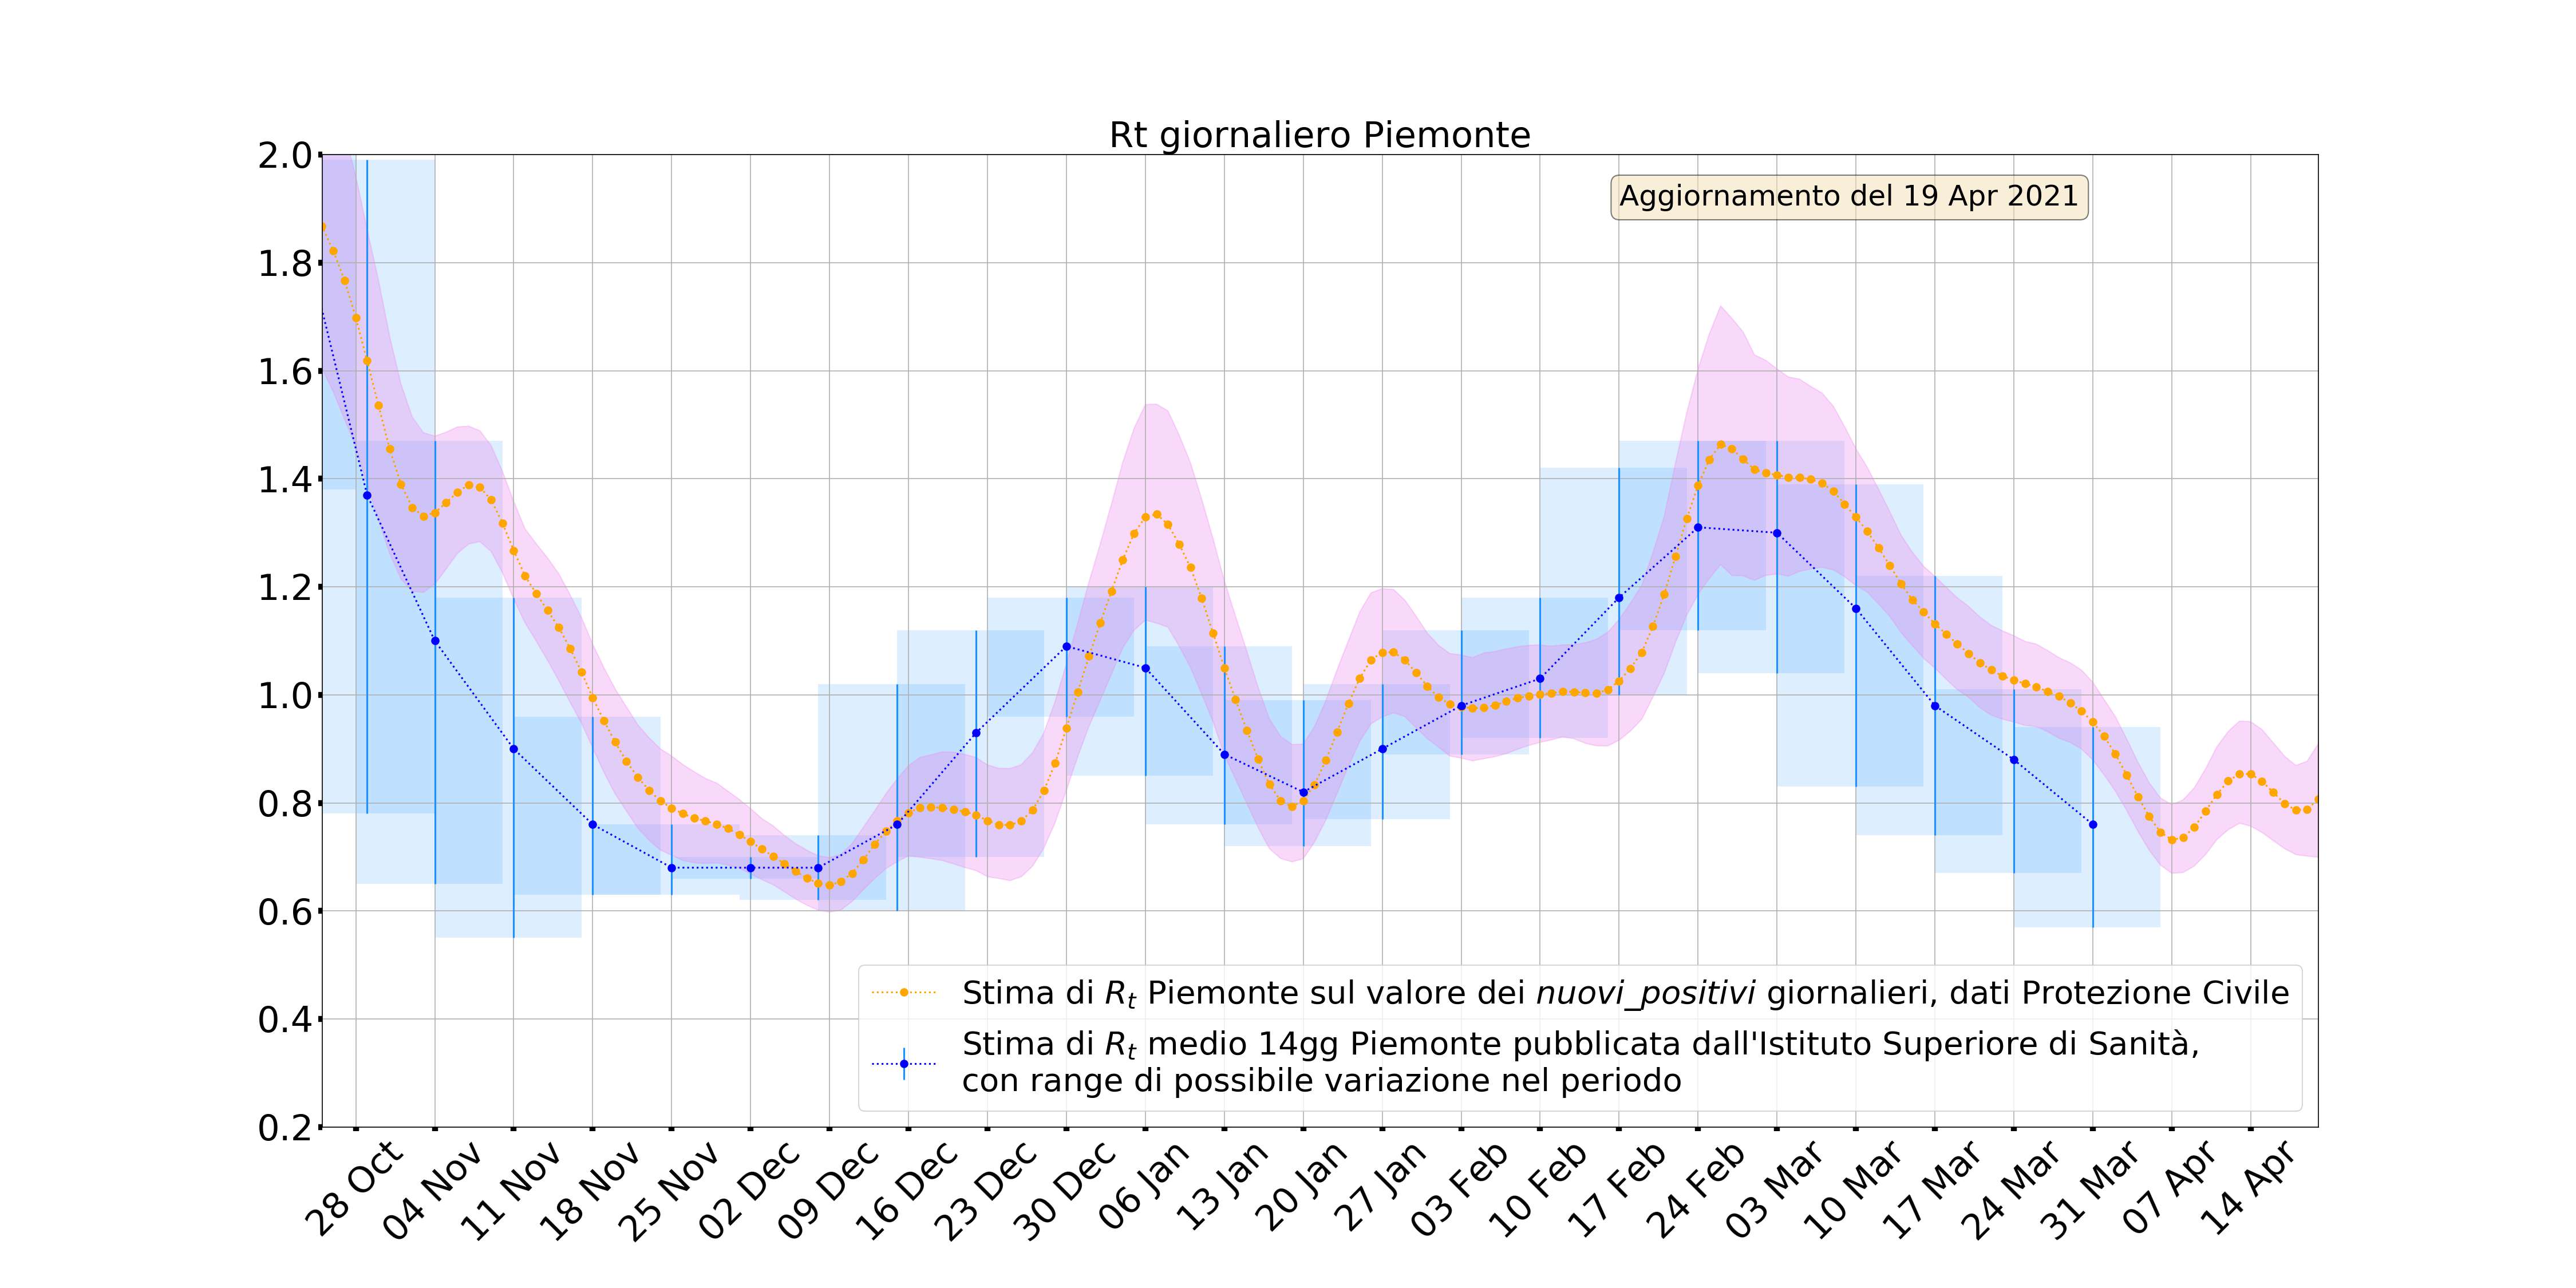 Rt giornaliero Piemonte
Aggiornamento del 19 Apr 2021
2.0
1.8
1.6
1.4
1.2
1.0
0.8
0.6
0.4
0.2
Stima di Rt Piemonte sul valore dei nuovi_positivi giornalieri, dati Protezione Civile
Stima di Rt medio 14gg Piemonte pubblicata dall'Istituto Superiore di Sanità,
con range di possibile variazione nel periodo
28 Oct
04 Nov
11 Nov
18 Nov
25 Nov
02 Dec
09 Dec
16 Dec
23 Dec
30 Dec
06 Jan
13 Jan
20 Jan
27 Jan
03 Feb
10 Feb
17 Feb
24 Feb
03 Mar
10 Mar
17 Mar
24 Mar
31 Mar
07 Apr
14 Apr